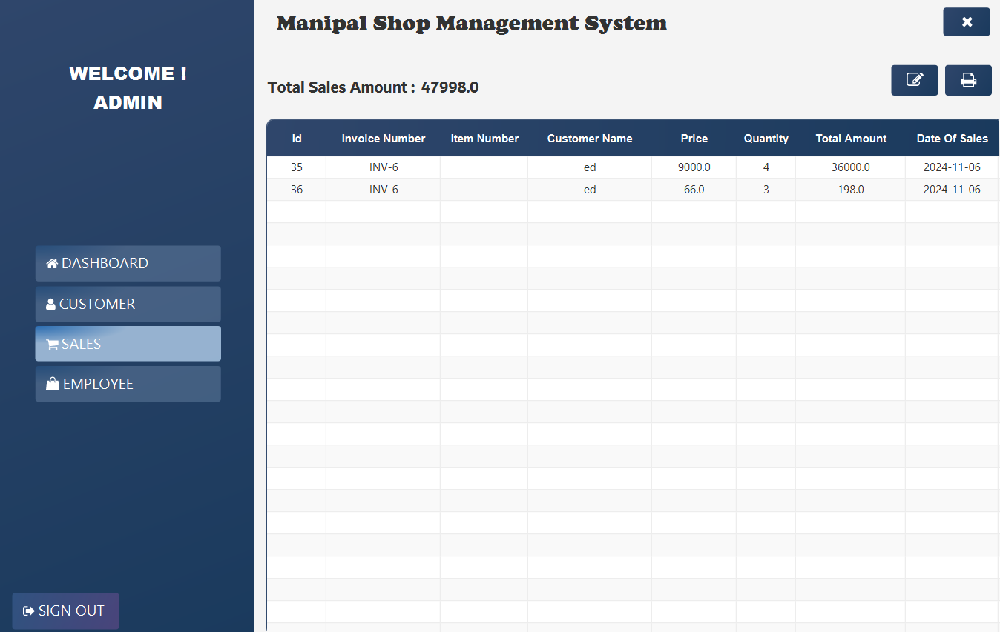 Manipal Shop Management System
WELCOME !
ADMIN
Total Sales Amount : 47998.0
Id Invoice Number Item Number Customer Name Price Quantity Total Amount Date Of Sales
35 INV-6 ed 9000.0 4 36000.0 2024-11-06
36 INV-6 ed 66.0 3 198.0 2024-11-06
DASHBOARD
CUSTOMER
SALES
EMPLOYEE
SIGN OUT